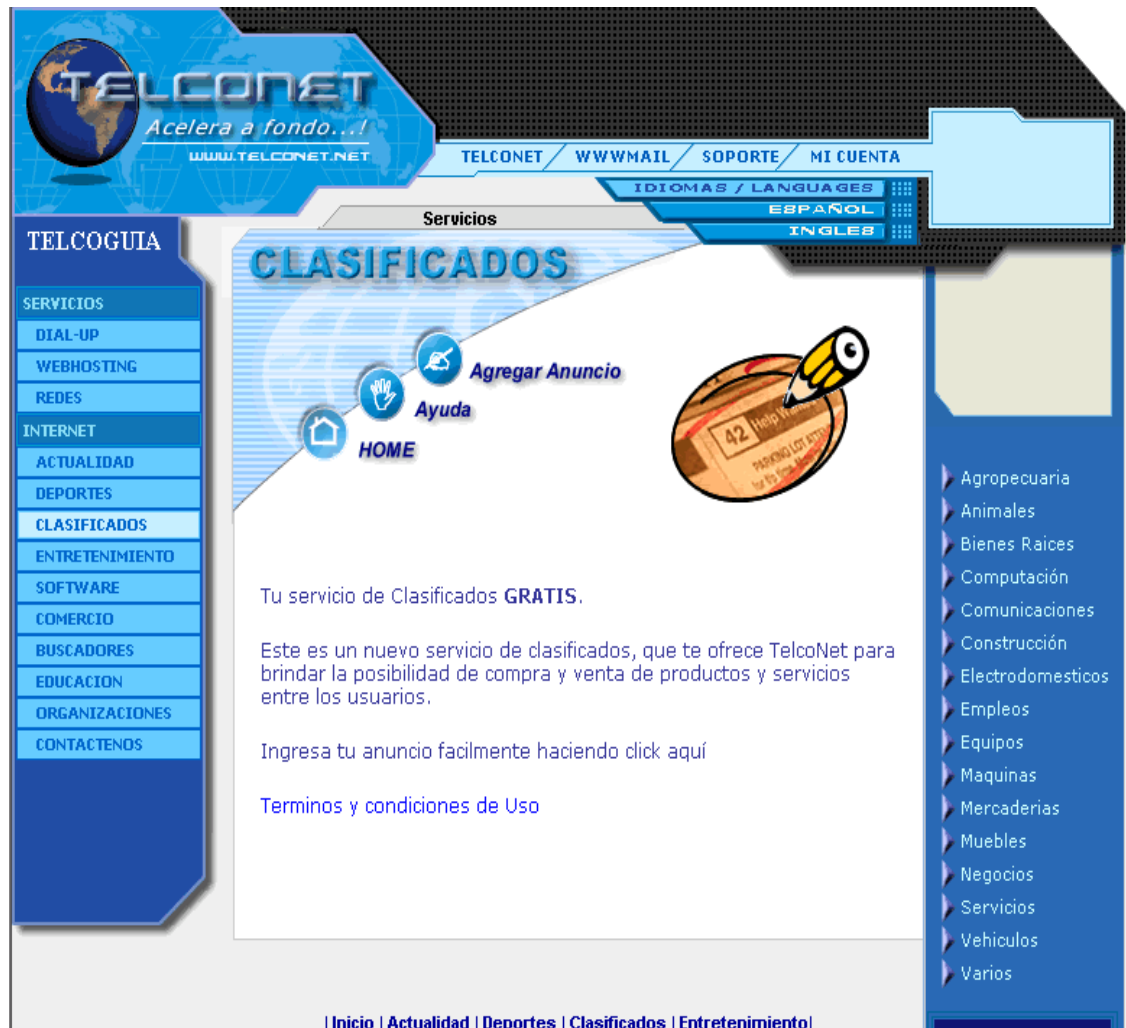 TELCONET
Acelera a fondo...!
WWW.TELCONET.NET
TELCONET / WWWMAIL / SOPORTE / MI CUENTA
IDIOMAS / LANGUAGES
ESPAÑOL
INGLES
Servicios
TELCOGUIA
SERVICIOS
DIAL-UP
WEBHOSTING
REDES
INTERNET
ACTUALIDAD
DEPORTES
CLASIFICADOS
ENTRETENIMIENTO
SOFTWARE
COMERCIO
BUSCADORES
EDUCACION
ORGANIZACIONES
CONTACTENOS
CLASIFICADOS
Agregar Anuncio
Ayuda
HOME
42 Help Wanted
PARKING LOT
Tu servicio de Clasificados GRATIS.
Este es un nuevo servicio de clasificados, que te ofrece TelcoNet para
brindar la posibilidad de compra y venta de productos y servicios
entre los usuarios.
Ingresa tu anuncio facilmente haciendo click aquí
Terminos y condiciones de Uso
Agropecuaria
Animales
Bienes Raices
Computación
Comunicaciones
Construcción
Electrodomesticos
Empleos
Equipos
Maquinas
Mercaderias
Muebles
Negocios
Servicios
Vehiculos
Varios
| Inicio | Actualidad | Deportes | Clasificados | Entretenimiento|